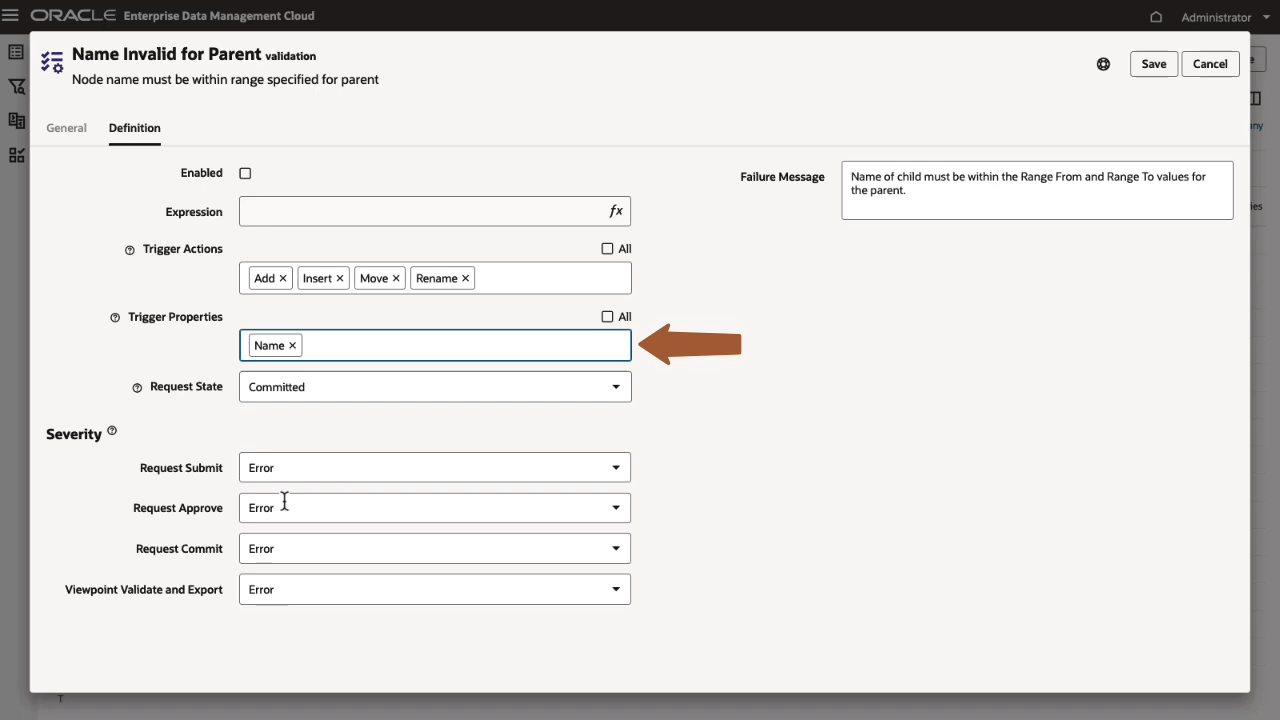 ORACLE Enterprise Data Management Cloud
Administrator
Name Invalid for Parent validation
Node name must be within range specified for parent
Save
Cancel
General
Definition
Enabled
Expression
fx
Trigger Actions
All
Add ×
Insert ×
Move ×
Rename ×
Trigger Properties
All
Name ×
Request State
Committed
Severity
Request Submit
Error
Request Approve
Error
Request Commit
Error
Viewpoint Validate and Export
Error
Failure Message
Name of child must be within the Range From and Range To values for
the parent.